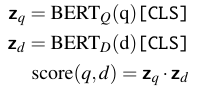 z_q = BERT_Q(q)[CLS]
z_d = BERT_D(d)[CLS]
score(q, d) = z_q · z_d